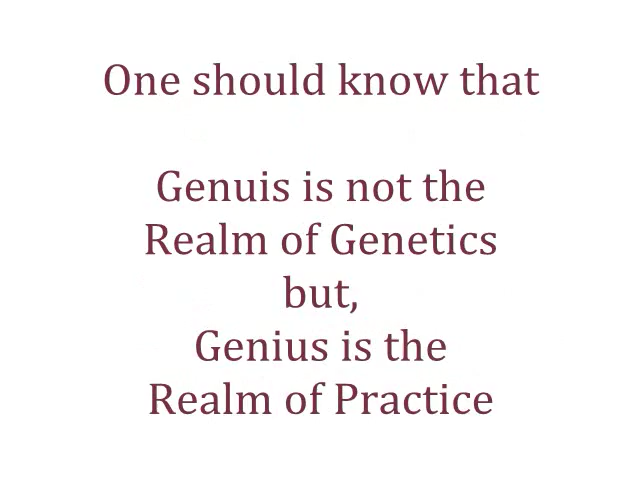 One should know that
Genuis is not the
Realm of Genetics
but,
Genius is the
Realm of Practice